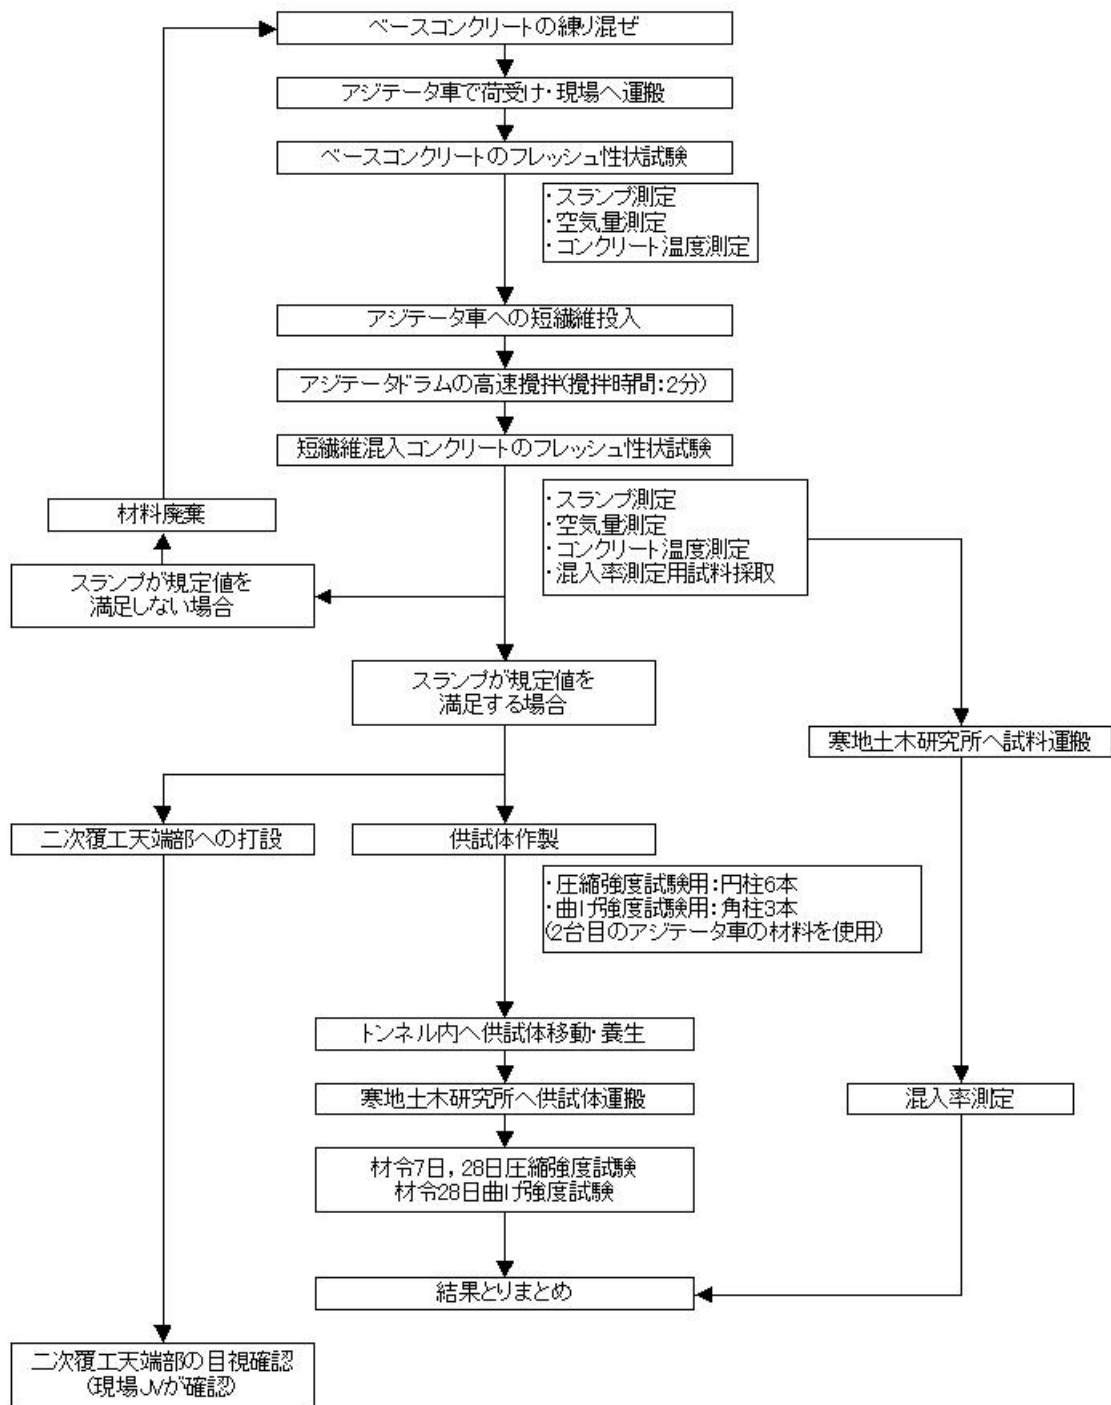 ベースコンクリートの練り混ぜ
アジテータ車で荷受け・現場へ運搬
ベースコンクリートのフレッシュ性状試験
・スランプ測定
・空気量測定
・コンクリート温度測定
アジテータ車への短繊維投入
アジテータドラムの高速攪拌(攪拌時間:2分)
短繊維混入コンクリートのフレッシュ性状試験
・スランプ測定
・空気量測定
・コンクリート温度測定
・混入率測定用試料採取
材料廃棄
スランプが規定値を
満足しない場合
スランプが規定値を
満足する場合
寒地土木研究所へ試料運搬
二次覆工天端部への打設
供試体作製
・圧縮強度試験用:円柱6本
・曲げ強度試験用:角柱3本
(2台目のアジテータ車の材料を使用)
トンネル内へ供試体移動・養生
寒地土木研究所へ供試体運搬
混入率測定
材令7日, 28日圧縮強度試験
材令28日曲げ強度試験
結果とりまとめ
二次覆工天端部の目視確認
(現場JVが確認)